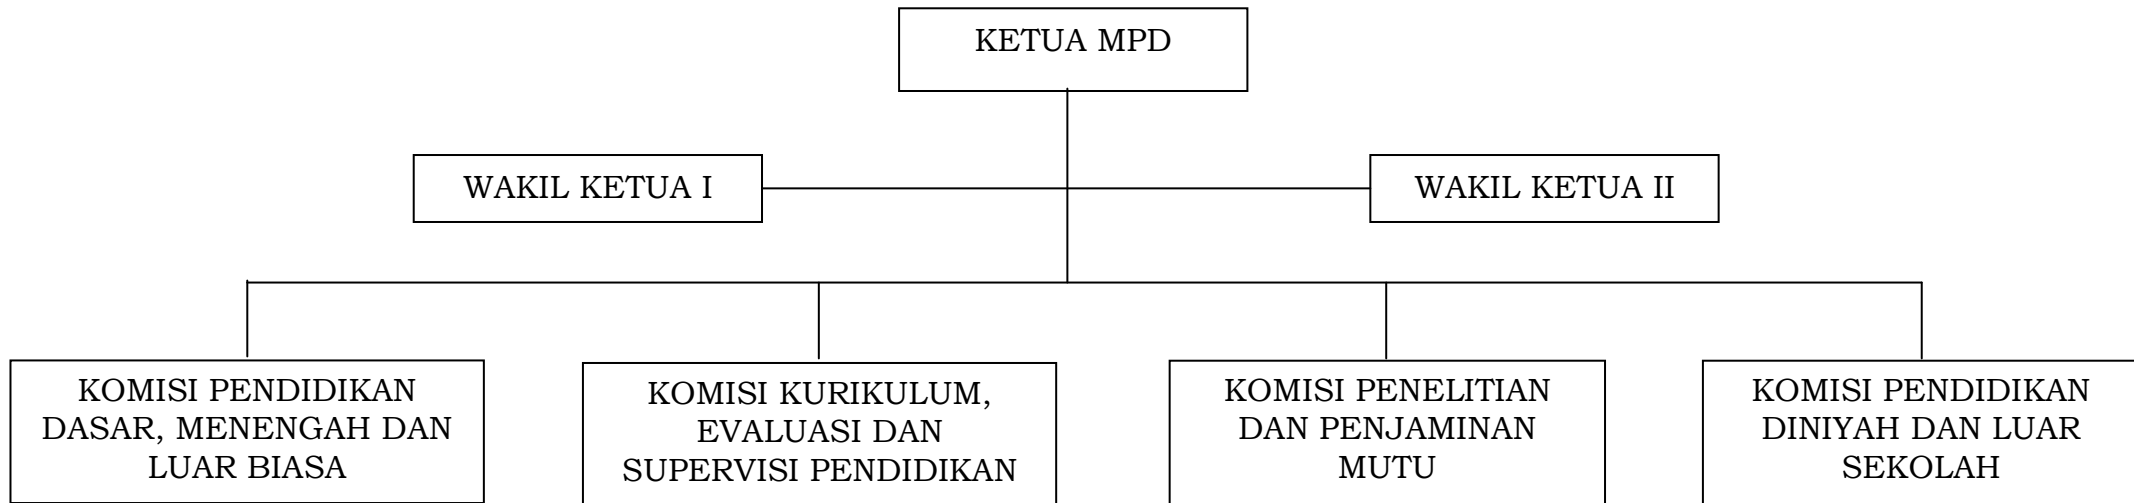 KETUA MPD
WAKIL KETUA I
WAKIL KETUA II
KOMISI PENDIDIKAN
DASAR, MENENGAH DAN
LUAR BIASA
KOMISI KURIKULUM,
EVALUASI DAN
SUPERVISI PENDIDIKAN
KOMISI PENELITIAN
DAN PENJAMINAN
MUTU
KOMISI PENDIDIKAN
DINIYAH DAN LUAR
SEKOLAH